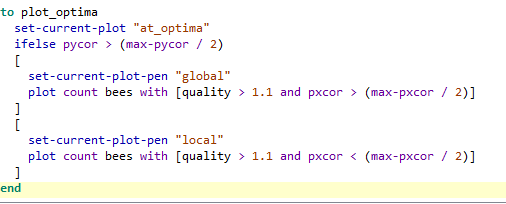 to plot_optima
set-current-plot "at_optima"
ifelse pycor > (max-pycor / 2)
[
set-current-plot-pen "global"
plot count bees with [quality > 1.1 and pxcor > (max-pxcor / 2)]
]
[
set-current-plot-pen "local"
plot count bees with [quality > 1.1 and pxcor < (max-pxcor / 2)]
]
end